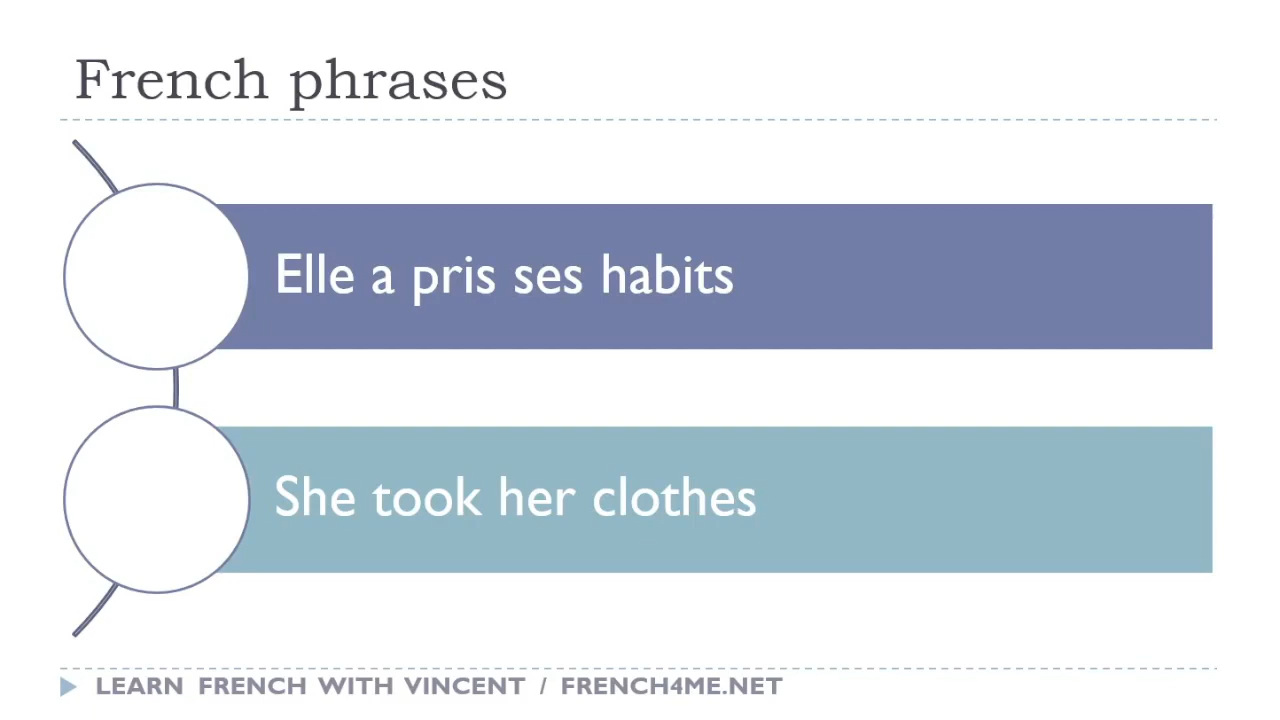 French phrases
Elle a pris ses habits
She took her clothes
LEARN FRENCH WITH VINCENT / FRENCH4ME.NET